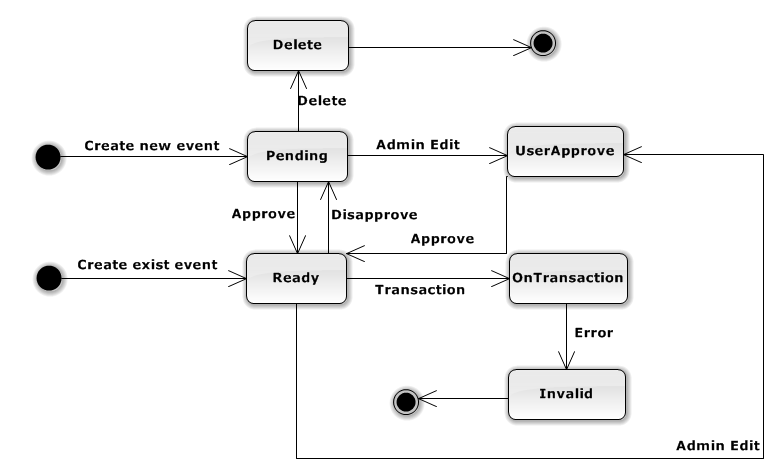 Delete
Delete
Create new event
Pending
Admin Edit
UserApprove
Approve
Disapprove
Approve
Create exist event
Ready
Transaction
OnTransaction
Error
Invalid
Admin Edit